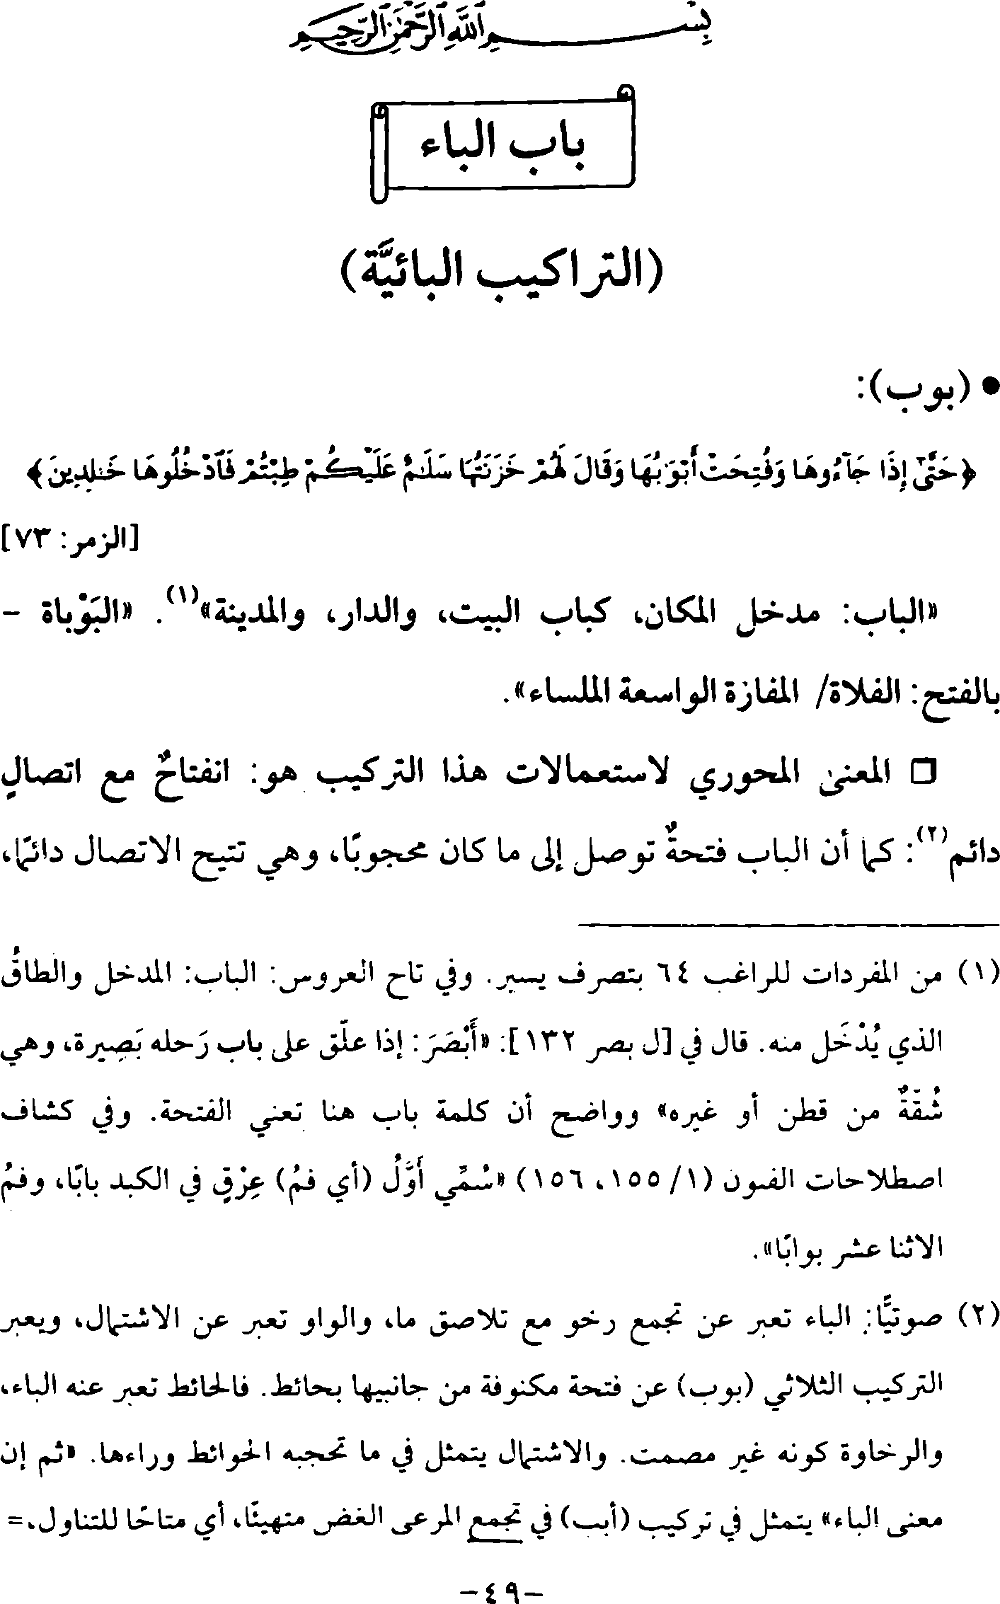 بِسْمِ اللَّهِ الرَّحْمَٰنِ الرَّحِيمِ
باب الباء
(التراكيب البائيَّة)
• (بوب):
﴿حَتَّىٰٓ إِذَا جَآءُوهَا وَفُتِحَتْ أَبْوَٰبُهَا وَقَالَ لَهُمْ خَزَنَتُهَا سَلَٰمٌ عَلَيْكُمْ طِبْتُمْ فَٱدْخُلُوهَا خَٰلِدِينَ﴾
[الزمر: ٧٣]
«الباب: مدخل المكان، كباب البيت، والدار، والمدينة»(١). «البَوْباة -
بالفتح: الفلاة/ المفازة الواسعة الملساء».
□ المعنى المحوري لاستعمالات هذا التركيب هو: انفتاحٌ مع اتصالٍ
دائم(٢): كما أن الباب فتحةٌ توصل إلى ما كان محجوبًا، وهي تتيح الاتصال دائمًا،
(١) من المفردات للراغب ٦٤ بتصرف يسير. وفي تاج العروس: الباب: المدخل والطاقُ
الذي يُدْخَل منه. قال في [ل بصر ١٣٢]: «أَبْصَرَ: إذا علّق على باب رَحله بَصِيرة، وهي
شُقّةٌ من قطن أو غيره» وواضح أن كلمة باب هنا تعني الفتحة. وفي كشاف
اصطلاحات الفنون (١/ ١٥٥، ١٥٦) «سُمِّي أوَّلُ (أي فمُ) عِرْقٍ في الكبد بابًا، وفمُ
الاثنا عشر بوابًا».
(٢) صوتيًّا: الباء تعبر عن تجمع رخو مع تلاصق ما، والواو تعبر عن الاشتمال، ويعبر
التركيب الثلاثي (بوب) عن فتحة مكنوفة من جانبيها بحائط. فالحائط تعبر عنه الباء،
والرخاوة كونه غير مصمت. والاشتمال يتمثل في ما تحجبه الحوائط وراءها. «ثم إن
معنى الباء» يتمثل في تركيب (أبب) في تجمع المرعى الغض متهيئًا، أي متاحًا للتناول،=
-٤٩-